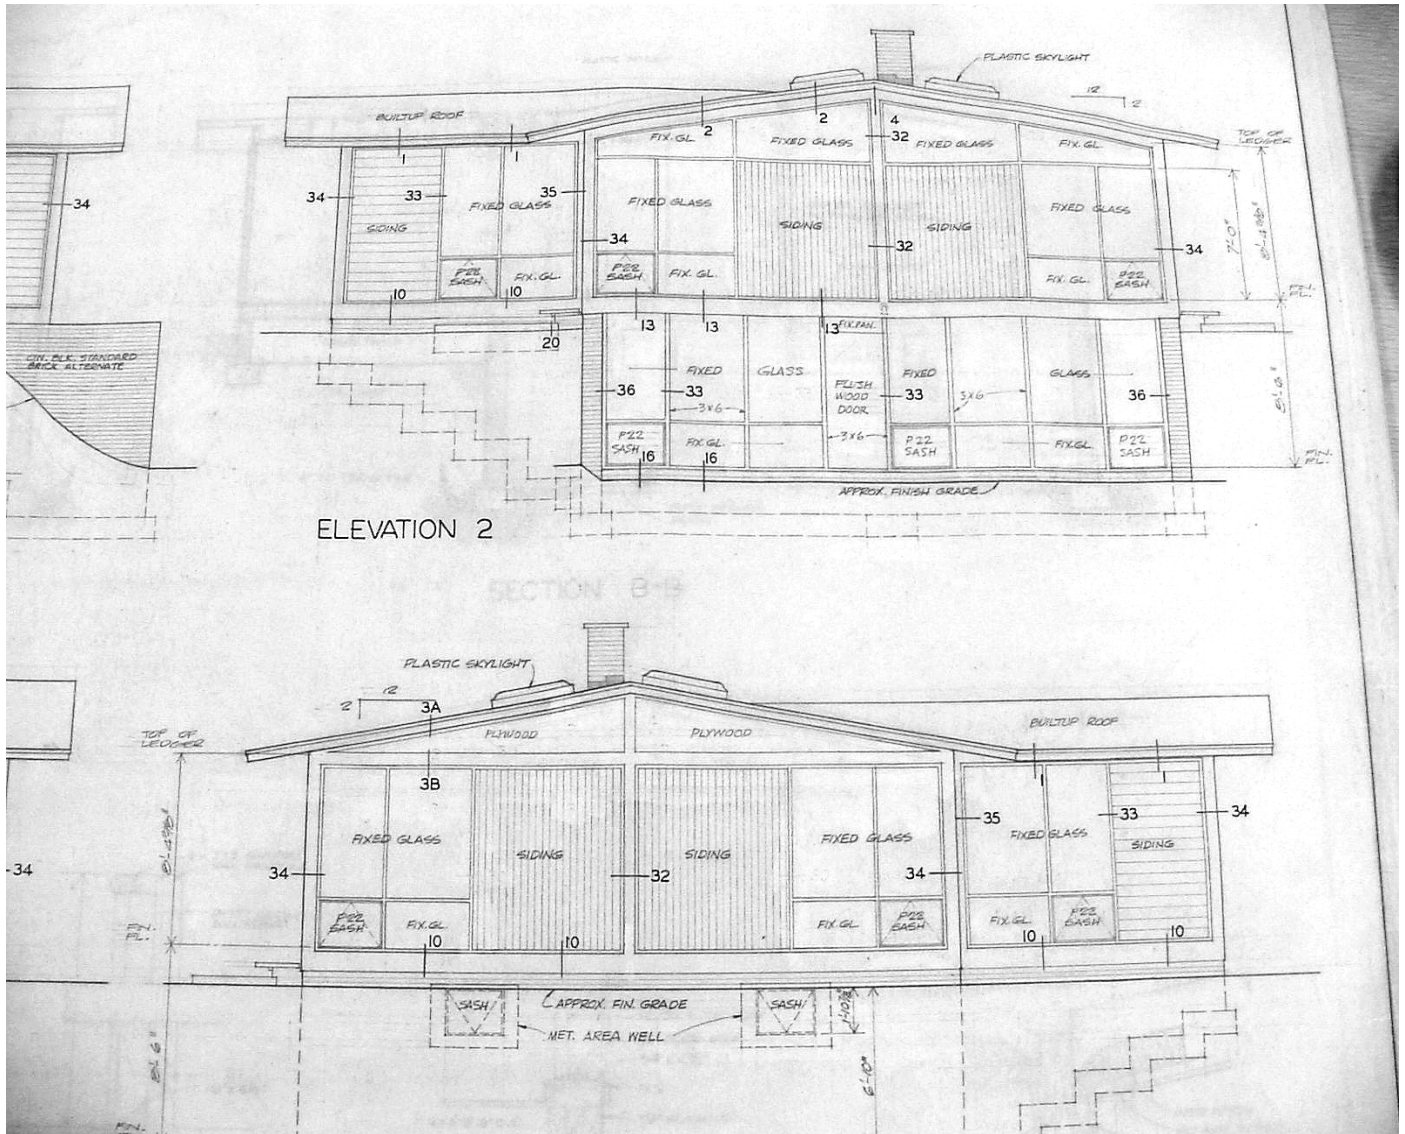 PLASTIC SKYLIGHT
12
2
BUILTUP ROOF
4
TOP OF
LEDGER
FIX. GL.
2
FIXED GLASS
2
32
FIXED GLASS
FIX. GL.
1
1
34
34
33
35
FIXED GLASS
SIDING
34
FIXED GLASS
SIDING
32
SIDING
FIXED GLASS
34
7'-0"
P22
SASH
FIX. GL.
P22
SASH
FIX. GL.
FIX. GL.
P22
SASH
FIN.
FL.
10
10
13
13
13
FIX. PAN.
20
CIN. BLK. STANDARD
BRICK ALTERNATE
36
FIXED
33
GLASS
FLUSH
WOOD
DOOR
FIXED
33
GLASS
36
3x6
3x6
3x6
8'-6"
P22
SASH
FIX. GL.
P22
SASH
FIX. GL.
P22
SASH
FIN.
FL.
16
16
APPROX. FINISH GRADE
ELEVATION 2
SECTION B-B
PLASTIC SKYLIGHT
12
2
3A
TOP OF
LEDGER
PLYWOOD
PLYWOOD
BUILTUP ROOF
3B
1
1
FIXED GLASS
SIDING
SIDING
FIXED GLASS
35
FIXED GLASS
33
34
SIDING
34
34
32
34
P22
SASH
FIX. GL.
FIX. GL.
P22
SASH
FIX. GL.
P22
SASH
FIN.
FL.
10
10
10
10
SASH
APPROX. FIN. GRADE
SASH
MET. AREA WELL
8'-6"
6'-10"
FIN.